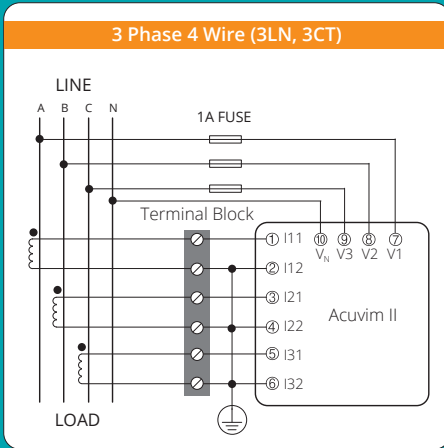 3 Phase 4 Wire (3LN, 3CT)
LINE
A B C N
1A FUSE
Terminal Block
① I11
⑩ ⑨ ⑧ ⑦
V_N V3 V2 V1
② I12
③ I21
Acuvim II
④ I22
⑤ I31
⑥ I32
LOAD